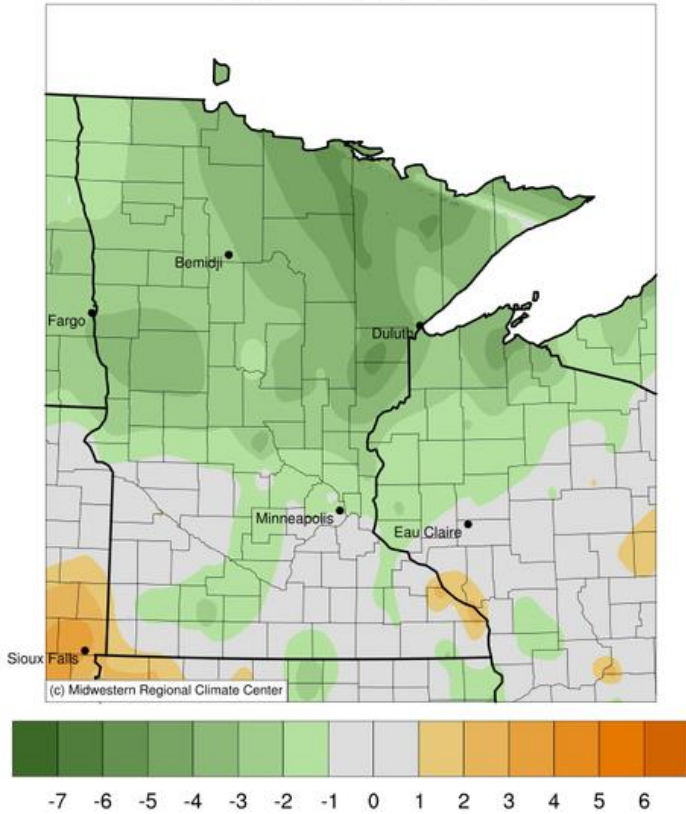 Bemidji
Fargo
Duluth
Minneapolis
Eau Claire
Sioux Falls
(c) Midwestern Regional Climate Center
-7 -6 -5 -4 -3 -2 -1 0 1 2 3 4 5 6